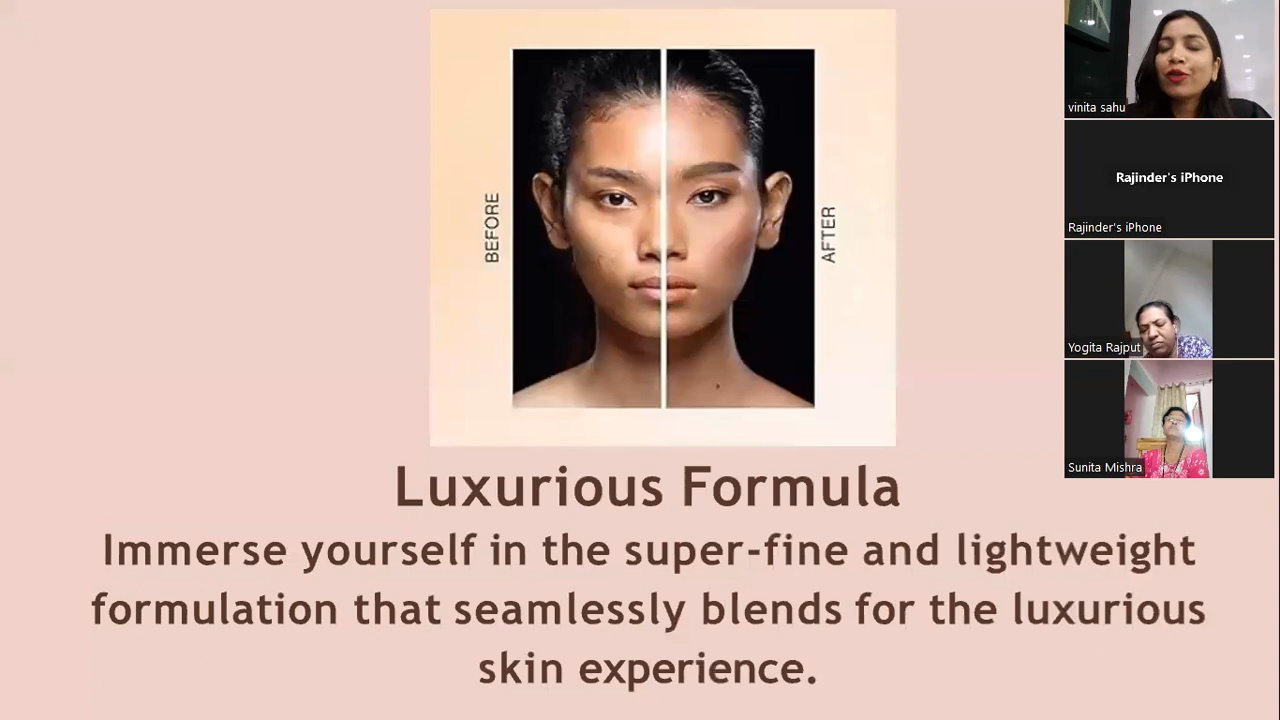 BEFORE
AFTER
Luxurious Formula
Immerse yourself in the super-fine and lightweight
formulation that seamlessly blends for the luxurious
skin experience.
vinita sahu
Rajinder's iPhone
Rajinder's iPhone
Yogita Rajput
Sunita Mishra